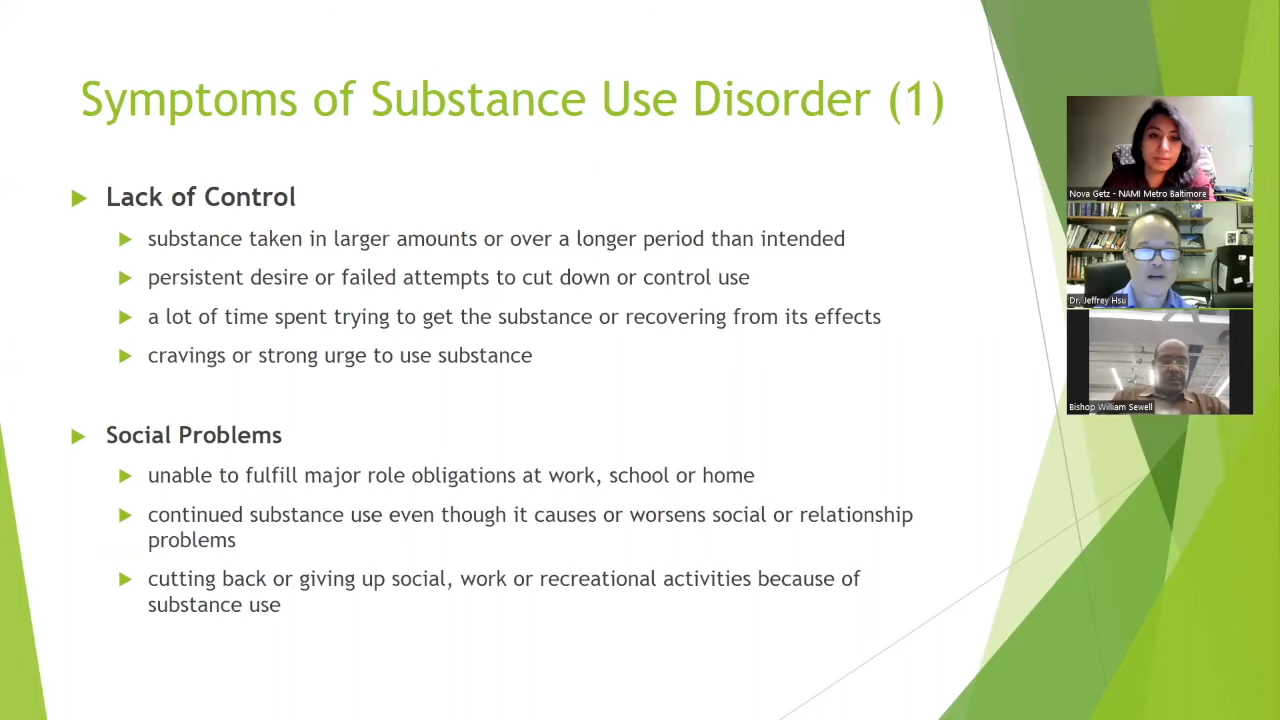 Symptoms of Substance Use Disorder (1)
Lack of Control
substance taken in larger amounts or over a longer period than intended
persistent desire or failed attempts to cut down or control use
a lot of time spent trying to get the substance or recovering from its effects
cravings or strong urge to use substance
Social Problems
unable to fulfill major role obligations at work, school or home
continued substance use even though it causes or worsens social or relationship
problems
cutting back or giving up social, work or recreational activities because of
substance use
Nova Getz - NAMI Metro Baltimore
Dr. Jeffrey Hsu
Bishop William Sewell